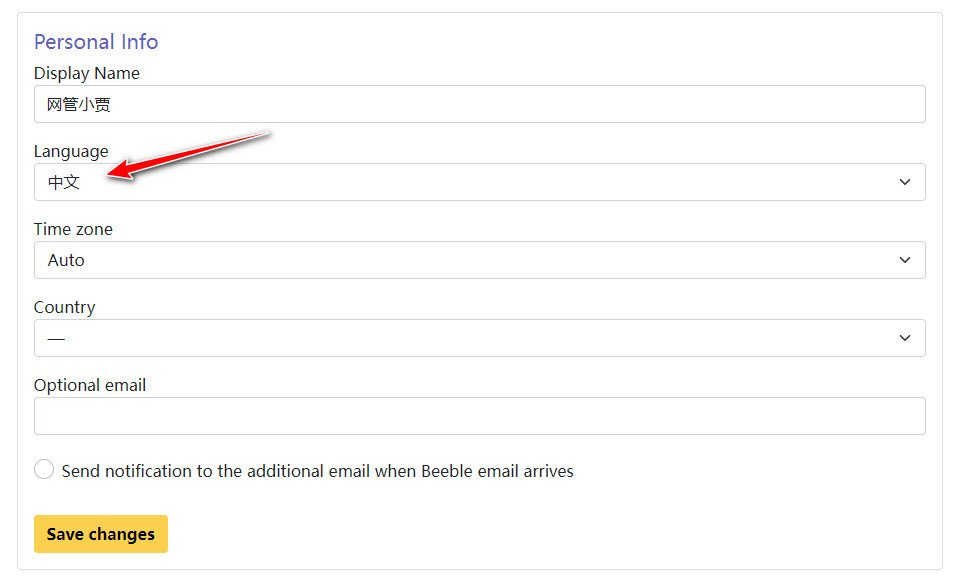 Personal Info
Display Name
网管小贾
Language
中文
Time zone
Auto
Country
—
Optional email
Send notification to the additional email when Beeble email arrives
Save changes